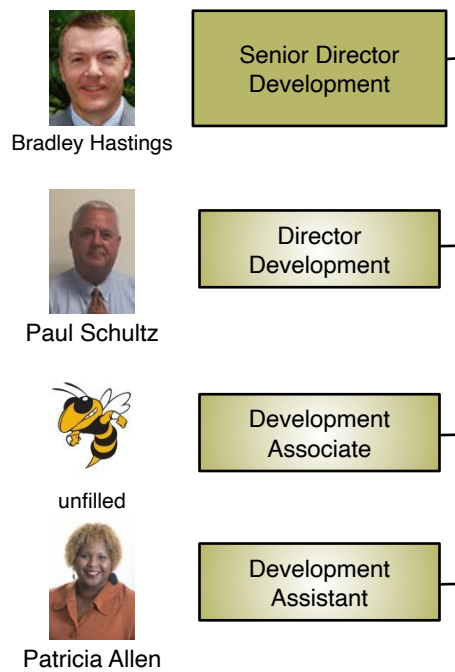 Senior Director
Development
Bradley Hastings
Director
Development
Paul Schultz
Development
Associate
unfilled
Development
Assistant
Patricia Allen